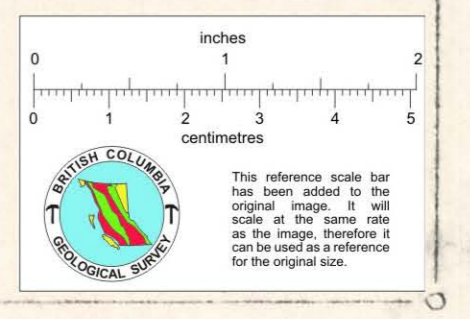 inches
0 1 2
0 1 2 3 4 5
centimetres
BRITISH COLUMBIA
GEOLOGICAL SURVEY
This reference scale bar
has been added to the
original image. It will
scale at the same rate
as the image, therefore it
can be used as a reference
for the original size.